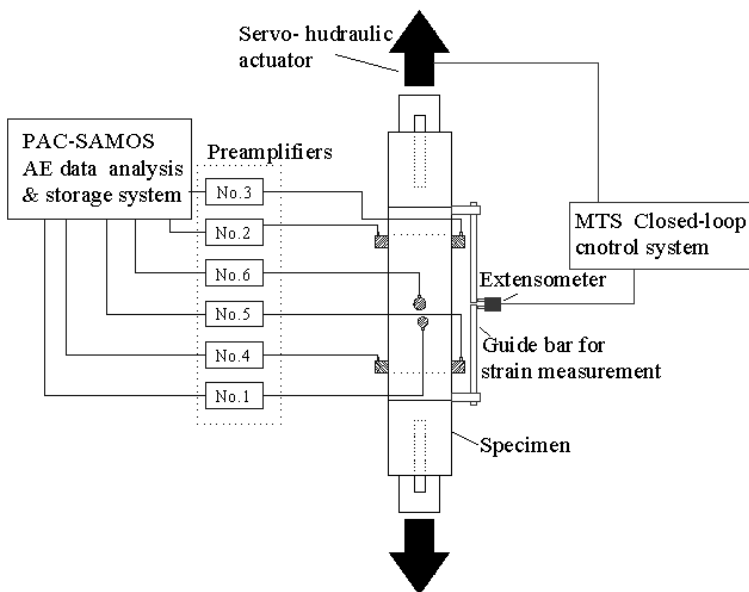 Servo- hudraulic
actuator
PAC-SAMOS
AE data analysis
& storage system
Preamplifiers
No.3
No.2
No.6
No.5
No.4
No.1
MTS Closed-loop
cnotrol system
Extensometer
Guide bar for
strain measurement
Specimen